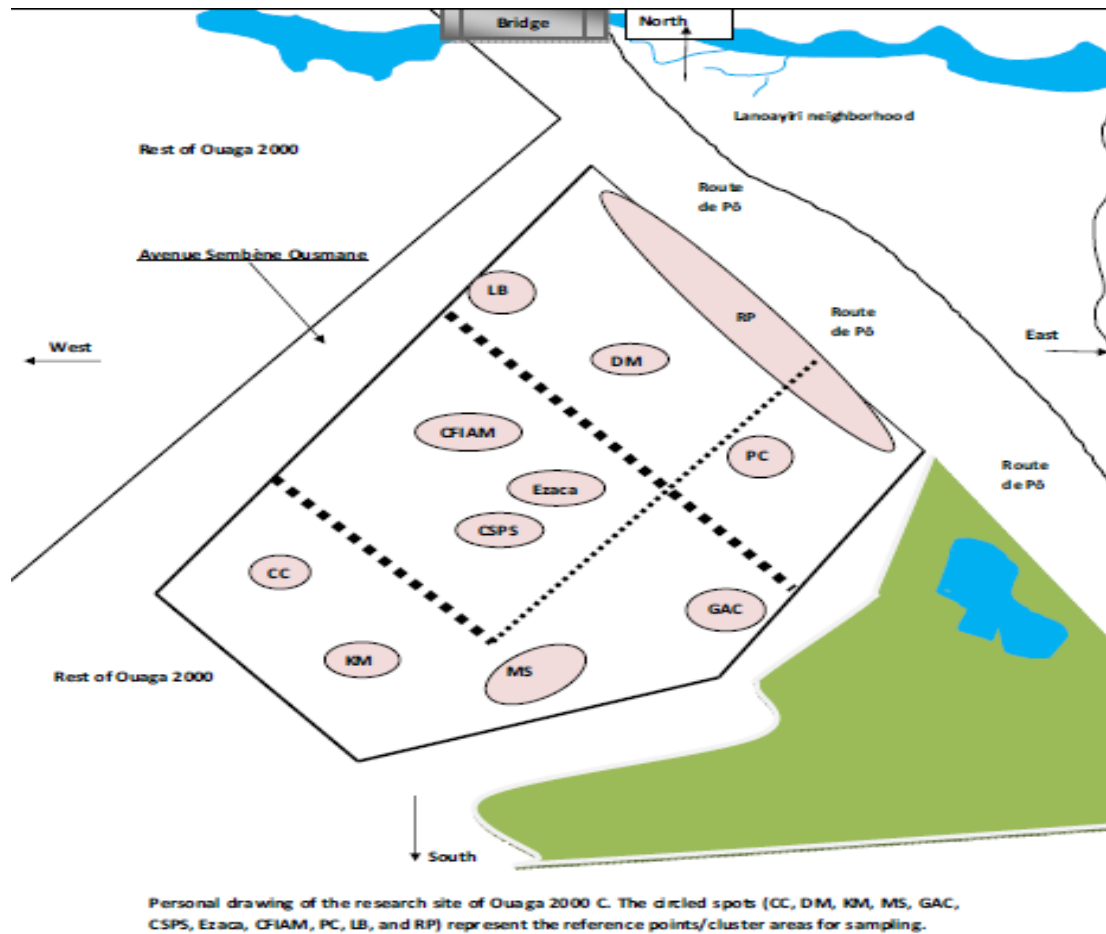 Bridge
North
Lanoayiri neighborhood
Rest of Ouaga 2000
Route
de Pô
Avenue Sembène Ousmane
LB
RP
Route
de Pô
West
East
DM
CFIAM
PC
Route
de Pô
Ezaca
CSPS
CC
GAC
KM
MS
Rest of Ouaga 2000
South
Personal drawing of the research site of Ouaga 2000 C. The circled spots (CC, DM, KM, MS, GAC,
CSPS, Ezaca, CFIAM, PC, LB, and RP) represent the reference points/cluster areas for sampling.